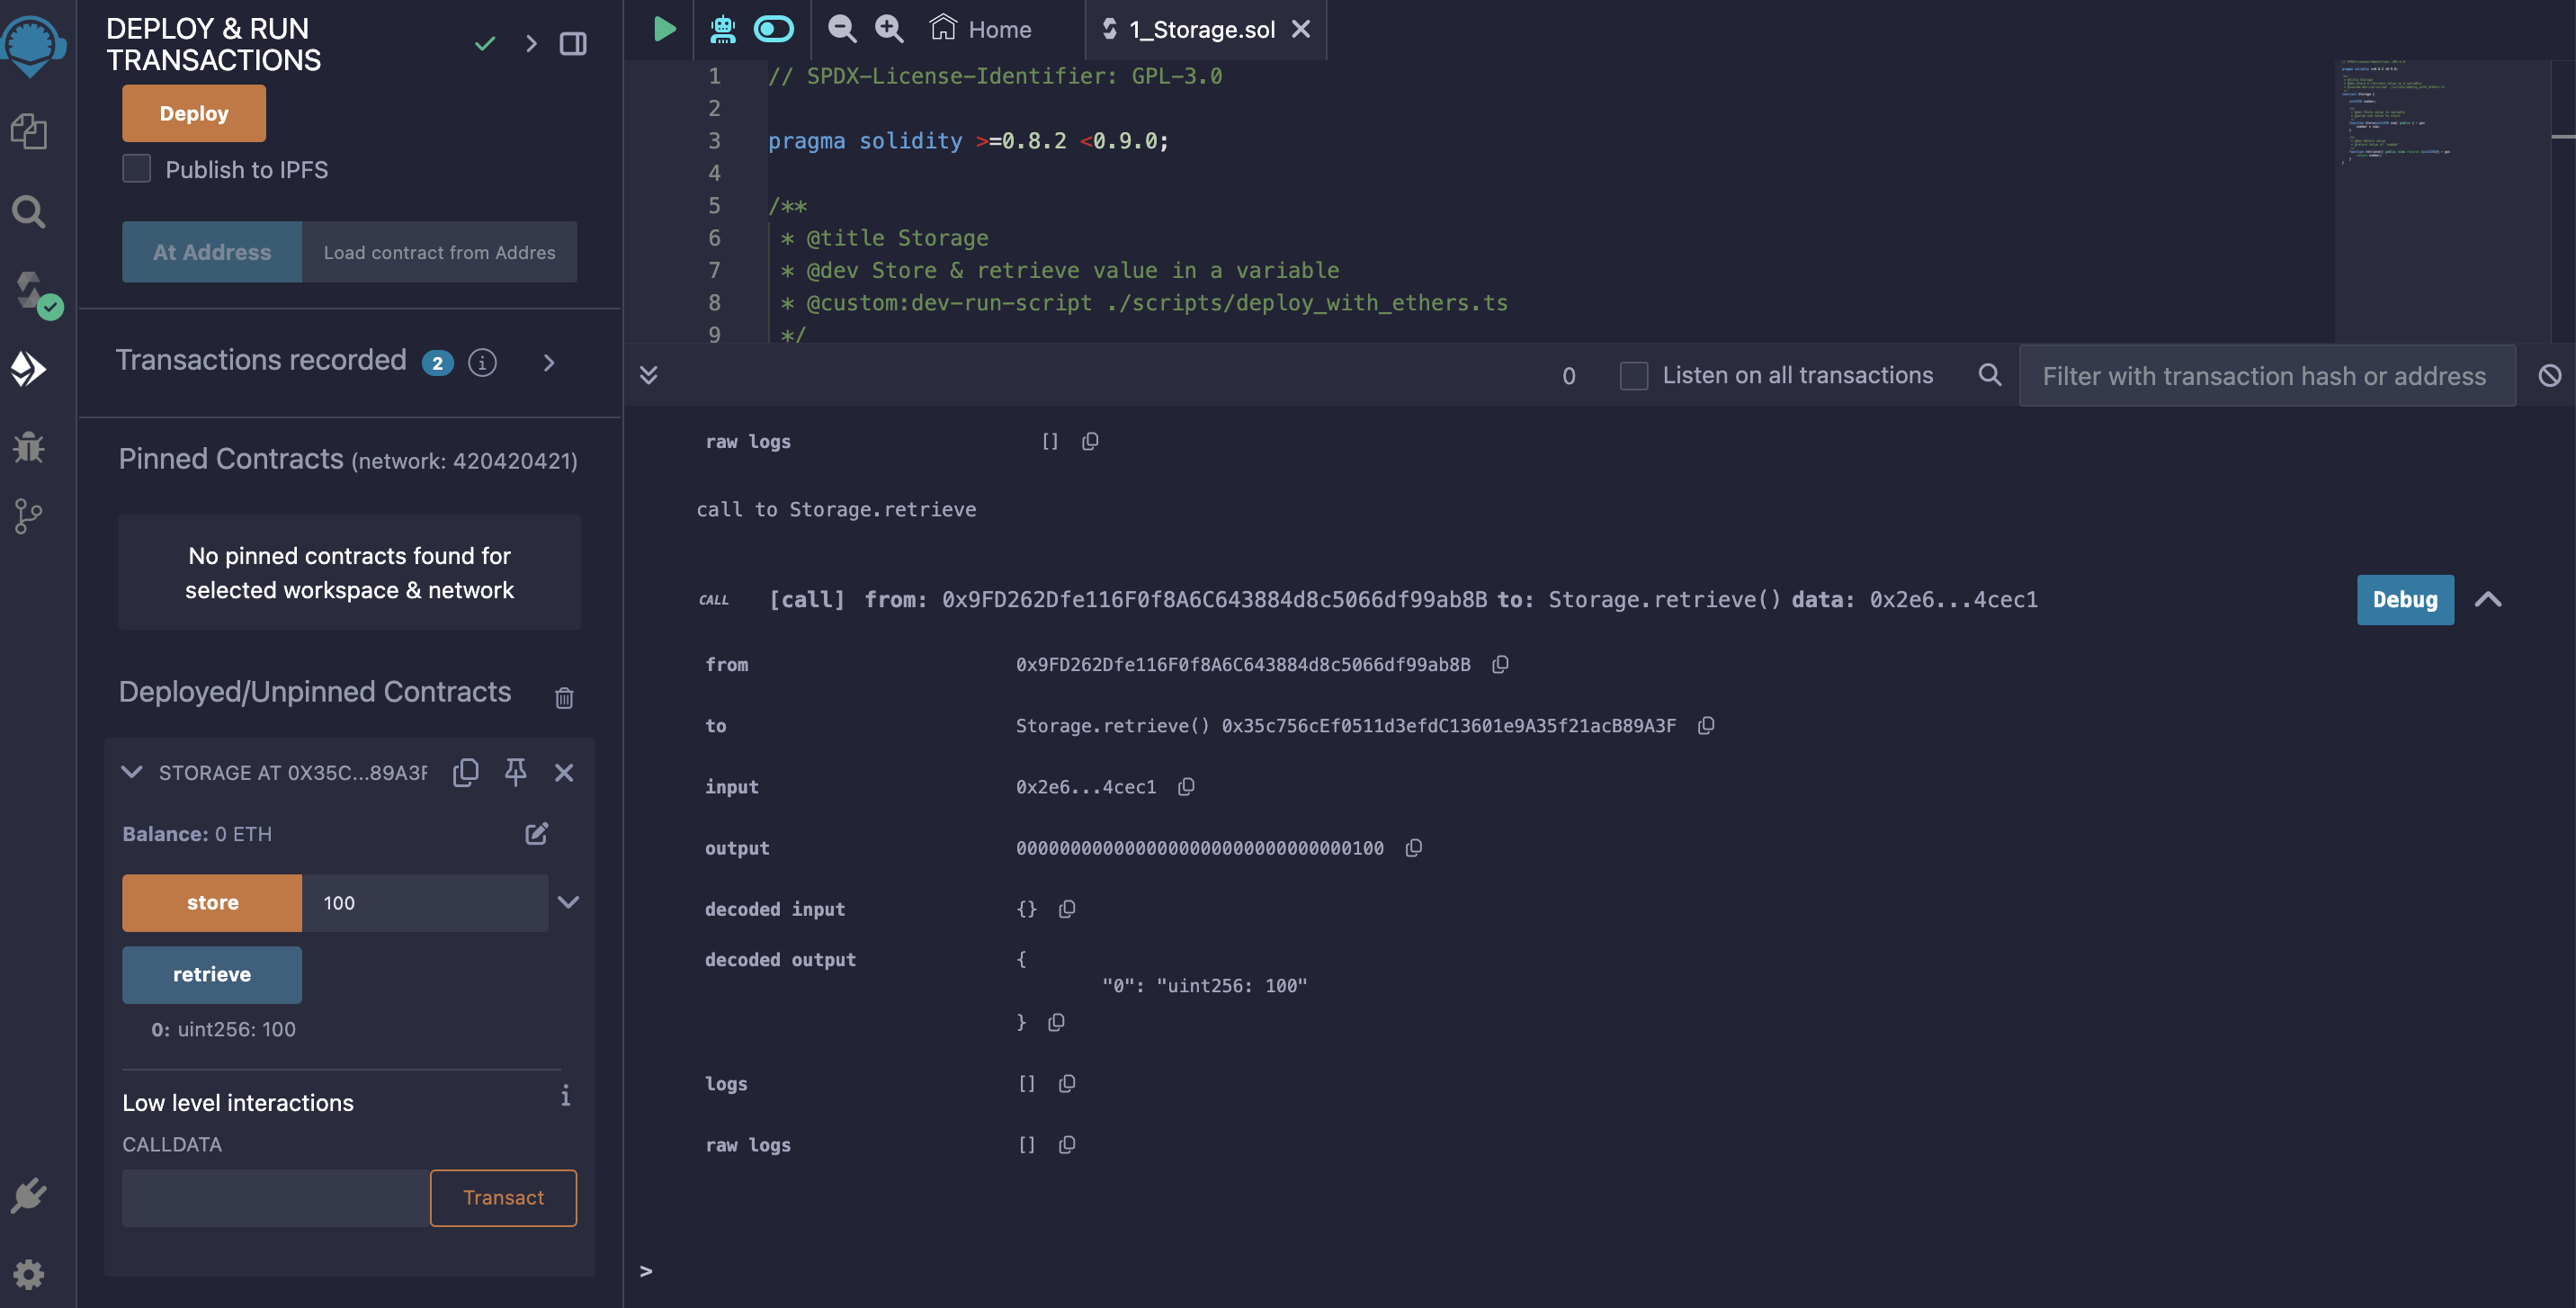 DEPLOY & RUN
TRANSACTIONS
Deploy
Publish to IPFS
At Address
Load contract from Addres
Transactions recorded 2
Pinned Contracts (network: 420420421)
No pinned contracts found for
selected workspace & network
Deployed/Unpinned Contracts
STORAGE AT 0X35C...89A3F
Balance: 0 ETH
store 100
retrieve
0: uint256: 100
Low level interactions
CALLDATA
Transact
Home
1_Storage.sol
1 // SPDX-License-Identifier: GPL-3.0
2
3 pragma solidity >=0.8.2 <0.9.0;
4
5 /**
6 * @title Storage
7 * @dev Store & retrieve value in a variable
8 * @custom:dev-run-script ./scripts/deploy_with_ethers.ts
9 */
0 Listen on all transactions Filter with transaction hash or address
raw logs []
call to Storage.retrieve
CALL [call] from: 0x9FD262Dfe116F0f8A6C643884d8c5066df99ab8B to: Storage.retrieve() data: 0x2e6...4cec1 Debug
from 0x9FD262Dfe116F0f8A6C643884d8c5066df99ab8B
to Storage.retrieve() 0x35c756cEf0511d3efdC13601e9A35f21acB89A3F
input 0x2e6...4cec1
output 0000000000000000000000000000000100
decoded input {}
decoded output {
"0": "uint256: 100"
}
logs []
raw logs []
>